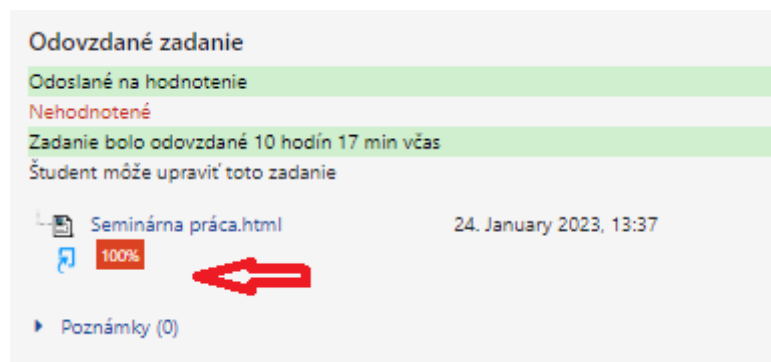 Odovzdané zadanie
Odoslané na hodnotenie
Nehodnotené
Zadanie bolo odovzdané 10 hodín 17 min včas
Študent môže upraviť toto zadanie
Seminárna práca.html 24. January 2023, 13:37
100%
Poznámky (0)